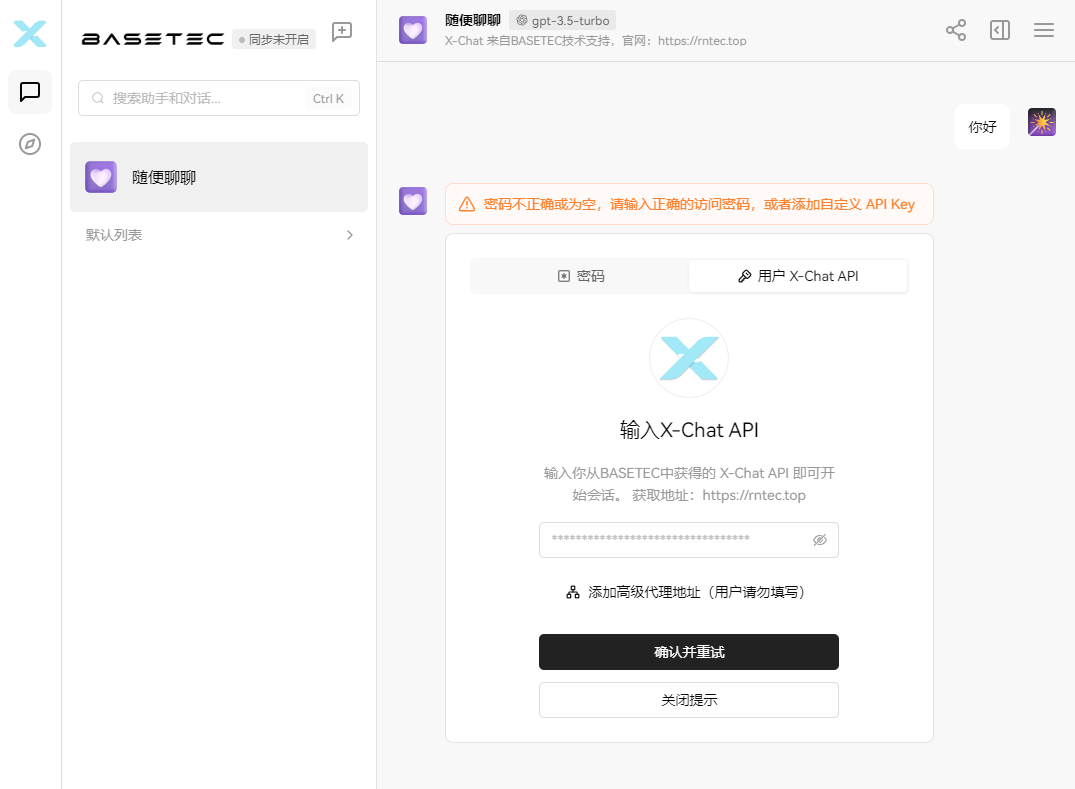 BASETEC
同步未开启
搜索助手和对话...
Ctrl K
随便聊聊
默认列表
随便聊聊
gpt-3.5-turbo
X-Chat 来自BASETEC技术支持，官网：https://rntec.top
你好
密码不正确或为空，请输入正确的访问密码，或者添加自定义 API Key
密码
用户 X-Chat API
输入X-Chat API
输入你从BASETEC中获得的 X-Chat API 即可开
始会话。 获取地址：https://rntec.top
*********************************
添加高级代理地址（用户请勿填写）
确认并重试
关闭提示